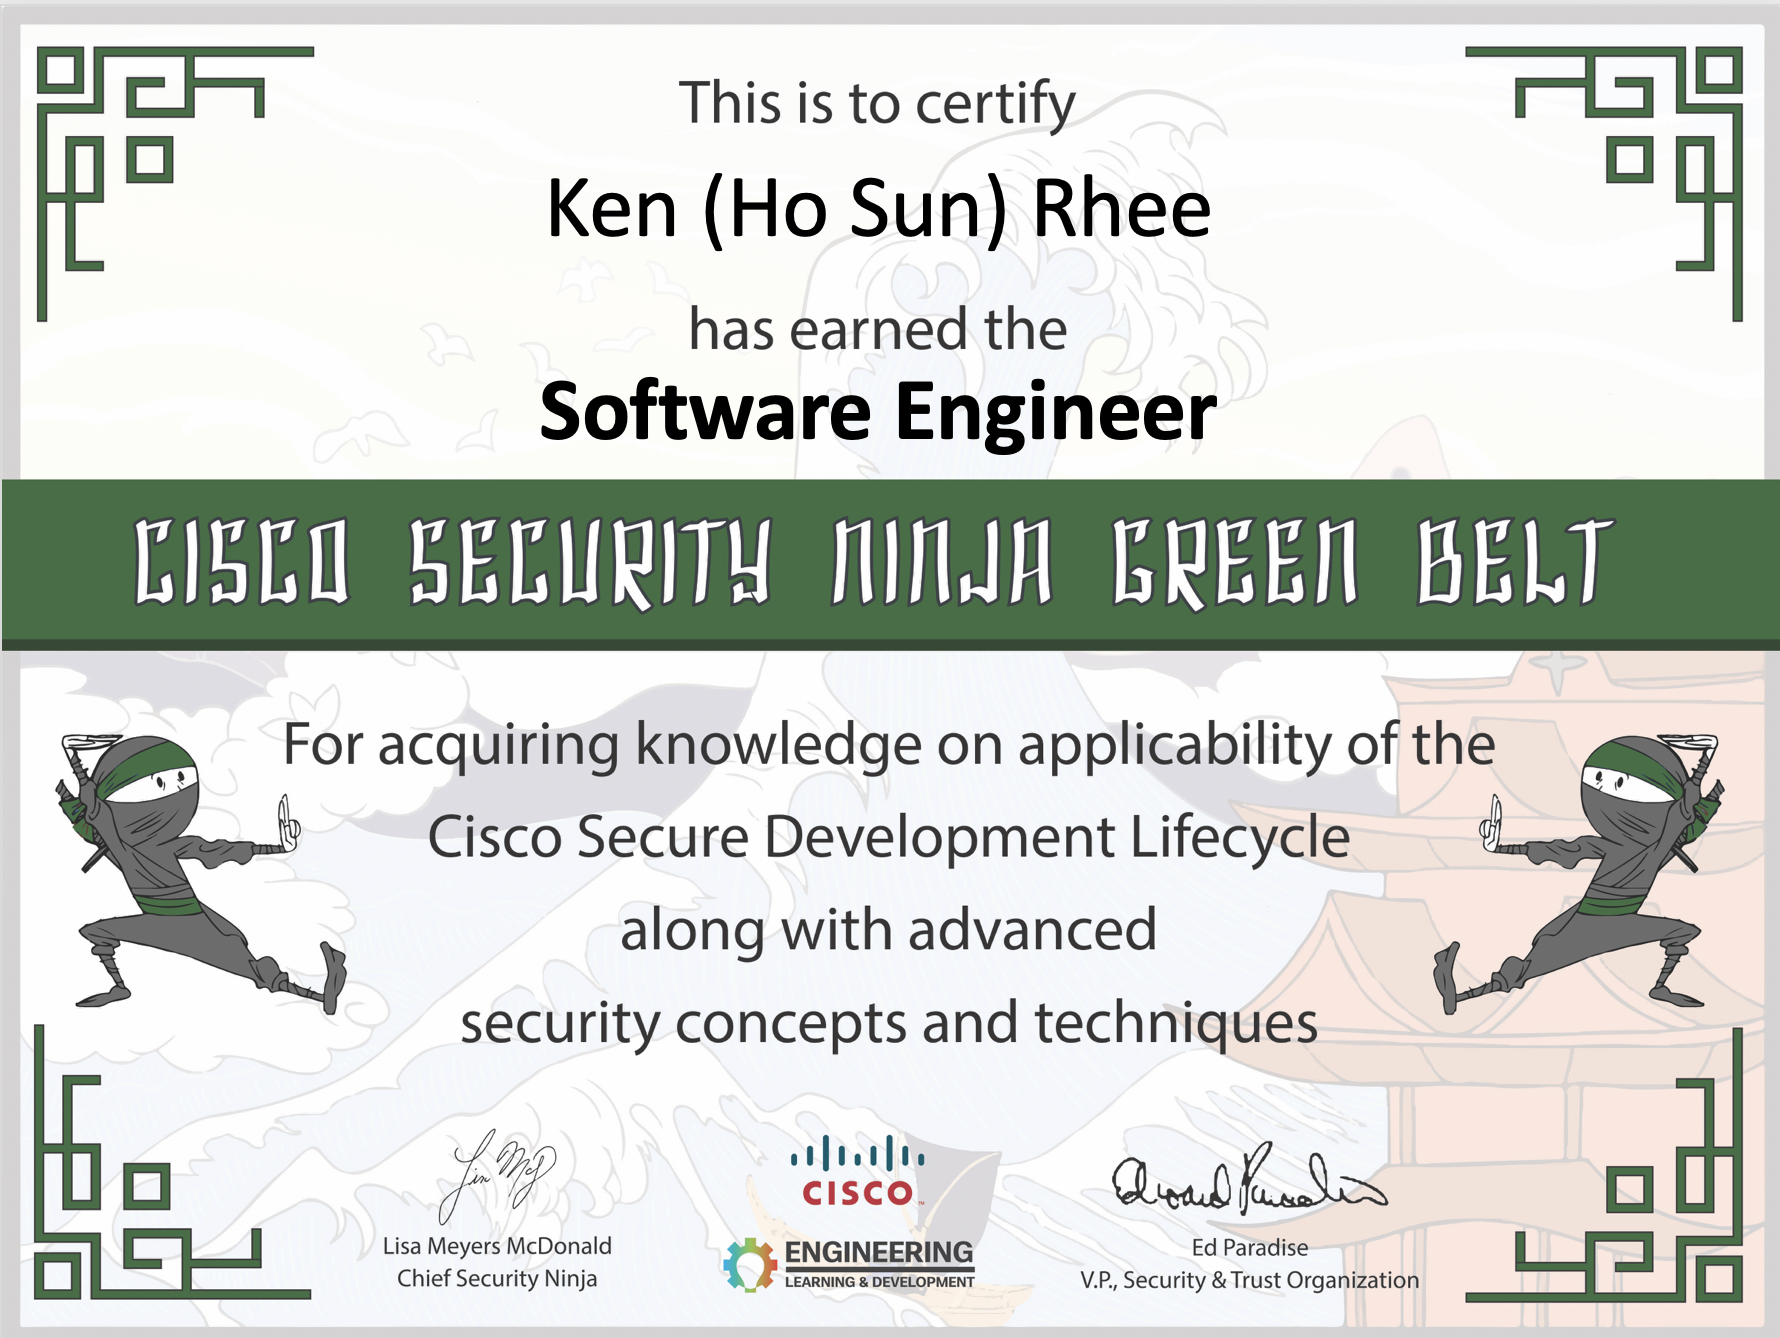 This is to certify
Ken (Ho Sun) Rhee
has earned the
Software Engineer
CISCO SECURITY NINJA GREEN BELT
For acquiring knowledge on applicability of the
Cisco Secure Development Lifecycle
along with advanced
security concepts and techniques
Lisa Meyers McDonald
Chief Security Ninja
CISCO™
ENGINEERING
LEARNING & DEVELOPMENT
Ed Paradise
V.P., Security & Trust Organization